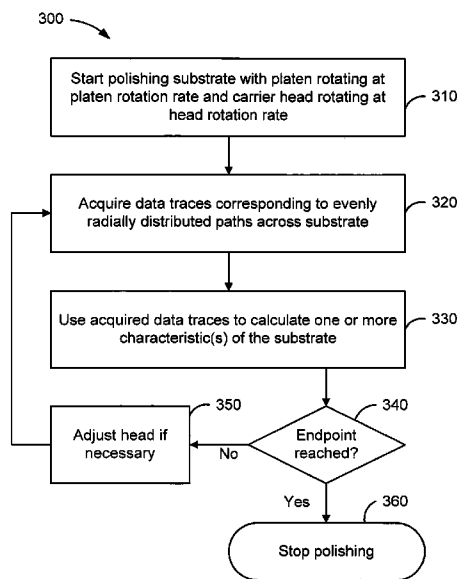 300
Start polishing substrate with platen rotating at
platen rotation rate and carrier head rotating at
head rotation rate
310
Acquire data traces corresponding to evenly
radially distributed paths across substrate
320
Use acquired data traces to calculate one or more
characteristic(s) of the substrate
330
350
340
Adjust head if
necessary
No
Endpoint
reached?
Yes
360
Stop polishing